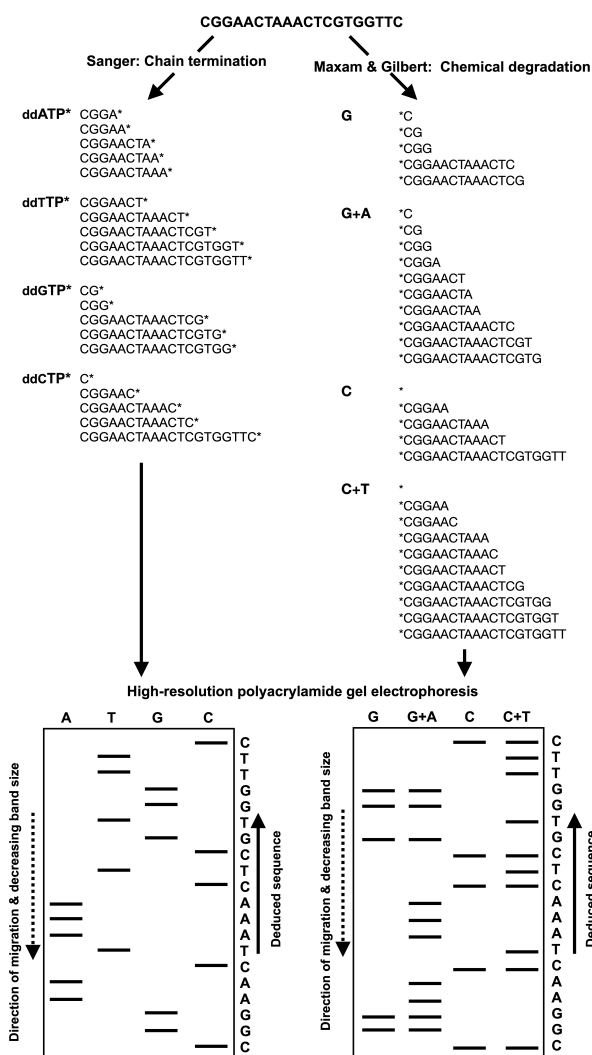 CGGAACTAAACTCGTGGTTC
Sanger: Chain termination
Maxam & Gilbert: Chemical degradation
ddATP* CGGA*
CGGAA*
CGGAACTA*
CGGAACTAA*
CGGAACTAAA*
ddTTP* CGGAACT*
CGGAACTAAACT*
CGGAACTAAACTCGT*
CGGAACTAAACTCGTGGT*
CGGAACTAAACTCGTGGTT*
ddGTP* CG*
CGG*
CGGAACTAAACTCG*
CGGAACTAAACTCGTG*
CGGAACTAAACTCGTGG*
ddCTP* C*
CGGAAC*
CGGAACTAAAC*
CGGAACTAAACTC*
CGGAACTAAACTCGTGGTTC*
G *C
*CG
*CGG
*CGGAACTAAACTC
*CGGAACTAAACTCG
G+A *C
*CG
*CGG
*CGGA
*CGGAACT
*CGGAACTA
*CGGAACTAA
*CGGAACTAAACTC
*CGGAACTAAACTCGT
*CGGAACTAAACTCGTG
C *
*CGGAA
*CGGAACTAAA
*CGGAACTAAACT
*CGGAACTAAACTCGTGGTT
C+T *
*CGGAA
*CGGAAC
*CGGAACTAAA
*CGGAACTAAAC
*CGGAACTAAACT
*CGGAACTAAACTCG
*CGGAACTAAACTCGTGG
*CGGAACTAAACTCGTGGT
*CGGAACTAAACTCGTGGTT
High-resolution polyacrylamide gel electrophoresis
A T G C
Direction of migration & decreasing band size
C
T
T
G
G
T
G
C
T
C
A
A
A
T
C
A
A
G
G
C
Deduced sequence
G G+A C C+T
Direction of migration & decreasing band size
C
T
T
G
G
T
G
C
T
C
A
A
A
T
C
A
A
G
G
C
Deduced sequence